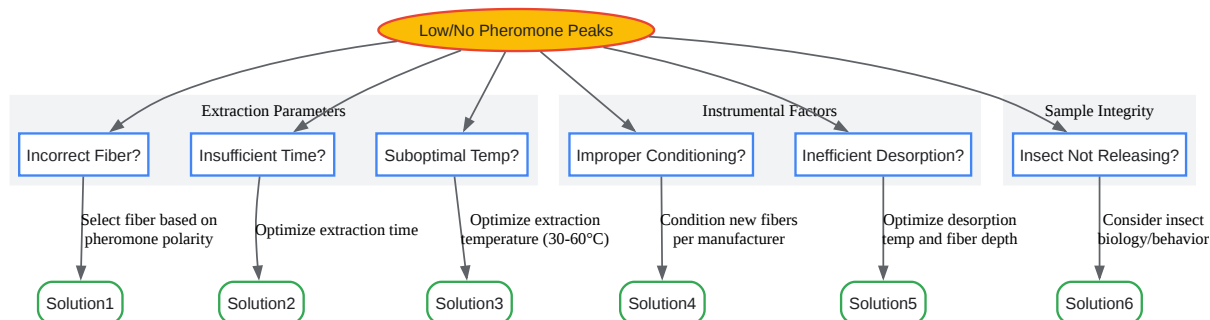 Low/No Pheromone Peaks
Extraction Parameters
Instrumental Factors
Sample Integrity
Incorrect Fiber?
Insufficient Time?
Suboptimal Temp?
Improper Conditioning?
Inefficient Desorption?
Insect Not Releasing?
Select fiber based on
pheromone polarity
Optimize extraction time
Optimize extraction
temperature (30-60°C)
Condition new fibers
per manufacturer
Optimize desorption
temp and fiber depth
Consider insect
biology/behavior
Solution1
Solution2
Solution3
Solution4
Solution5
Solution6